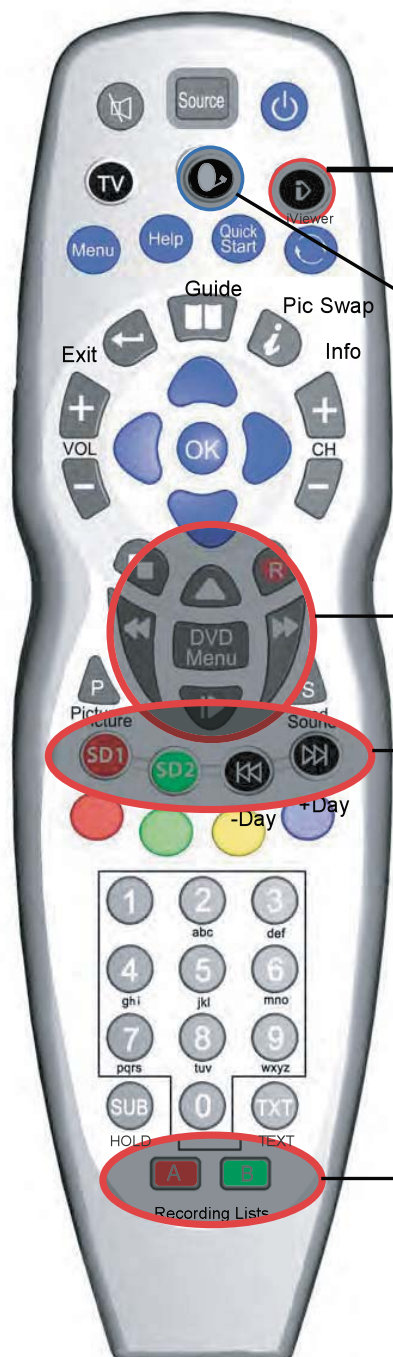 Source
TV
iViewer
Menu
Help
Quick
Start
Guide
Pic Swap
Exit
Info
+
+
VOL
OK
CH
−
−
R
DVD
Menu
P
S
Picture
Sound
SD1
SD2
-Day
+Day
1
2
3
abc
def
4
5
6
ghi
jkl
mno
7
8
9
pqrs
tuv
wxyz
SUB
0
TXT
HOLD
TEXT
A
B
Recording Lists